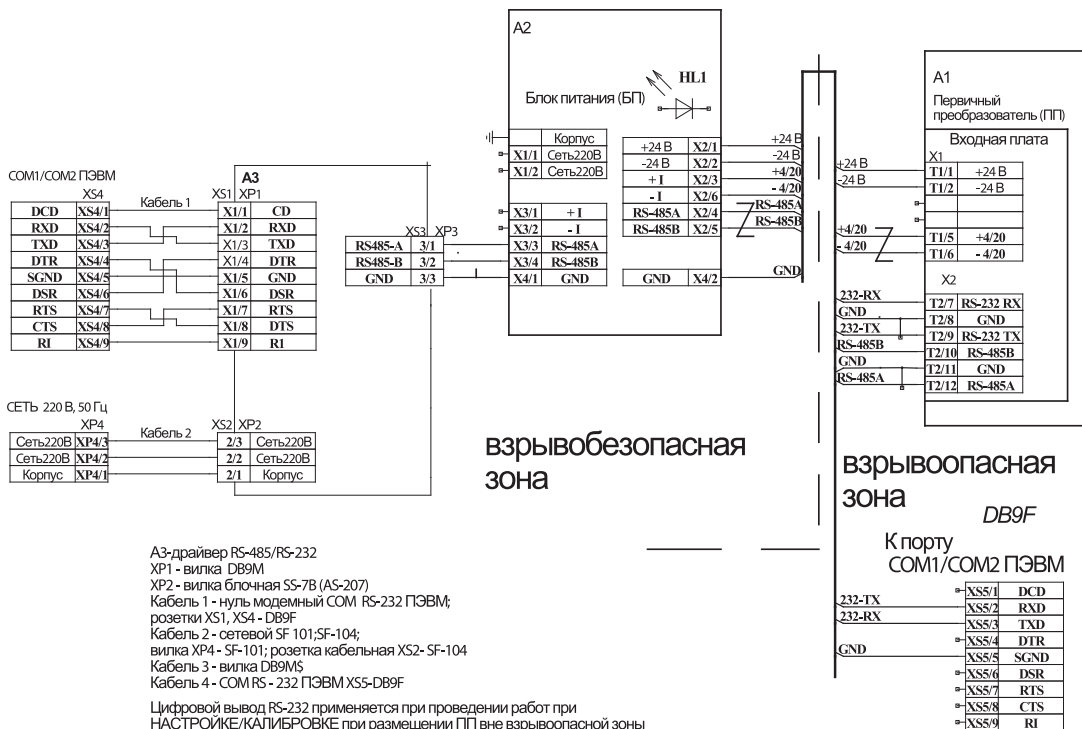 A2
HL1
Блок питания (БП)
Корпус
X1/1 Сеть220В
X1/2 Сеть220В
X3/1 + I
X3/2 - I
X3/3 RS-485A
X3/4 RS-485B
X4/1 GND
+24 В X2/1
-24 В X2/2
+ I X2/3
- I X2/6
RS-485A X2/4
RS-485B X2/5
GND X4/2
+24 В
-24 В
+4/20
- 4/20
RS-485A
RS-485B
GND
A1
Первичный
преобразователь (ПП)
Входная плата
X1
T1/1 +24 В
T1/2 -24 В
T1/5 +4/20
T1/6 - 4/20
X2
T2/7 RS-232 RX
T2/8 GND
T2/9 RS-232 TX
T2/10 RS-485B
T2/11 GND
T2/12 RS-485A
+24 В
-24 В
+4/20
- 4/20
232-RX
GND
232-TX
RS-485B
GND
RS-485A
COM1/COM2 ПЭВМ
XS4
Кабель 1
XS1 XP1
A3
DCD XS4/1
RXD XS4/2
TXD XS4/3
DTR XS4/4
SGND XS4/5
DSR XS4/6
RTS XS4/7
CTS XS4/8
RI XS4/9
X1/1 CD
X1/2 RXD
X1/3 TXD
X1/4 DTR
X1/5 GND
X1/6 DSR
X1/7 RTS
X1/8 DTS
X1/9 R1
XS3 XP3
RS485-A 3/1
RS485-B 3/2
GND 3/3
СЕТЬ 220 В, 50 Гц
XP4
Кабель 2
XS2 XP2
Сеть220В XP4/3
Сеть220В XP4/2
Корпус XP4/1
2/3 Сеть220В
2/2 Сеть220В
2/1 Корпус
взрывобезопасная
зона
взрывоопасная
зона
DB9F
К порту
COM1/COM2 ПЭВМ
232-TX
232-RX
GND
XS5/1 DCD
XS5/2 RXD
XS5/3 TXD
XS5/4 DTR
XS5/5 SGND
XS5/6 DSR
XS5/7 RTS
XS5/8 CTS
XS5/9 RI
А3-драйвер RS-485/RS-232
XP1 - вилка DB9M
XP2 - вилка блочная SS-7B (AS-207)
Кабель 1 - нуль модемный COM RS-232 ПЭВМ;
розетки XS1, XS4 - DB9F
Кабель 2 - сетевой SF 101;SF-104;
вилка XP4 - SF-101; розетка кабельная XS2- SF-104
Кабель 3 - вилка DB9M$
Кабель 4 - COM RS - 232 ПЭВМ XS5-DB9F
Цифровой вывод RS-232 применяется при проведении работ при
НАСТРОЙКЕ/КАЛИБРОВКЕ при размещении ПП вне взрывоопасной зоны